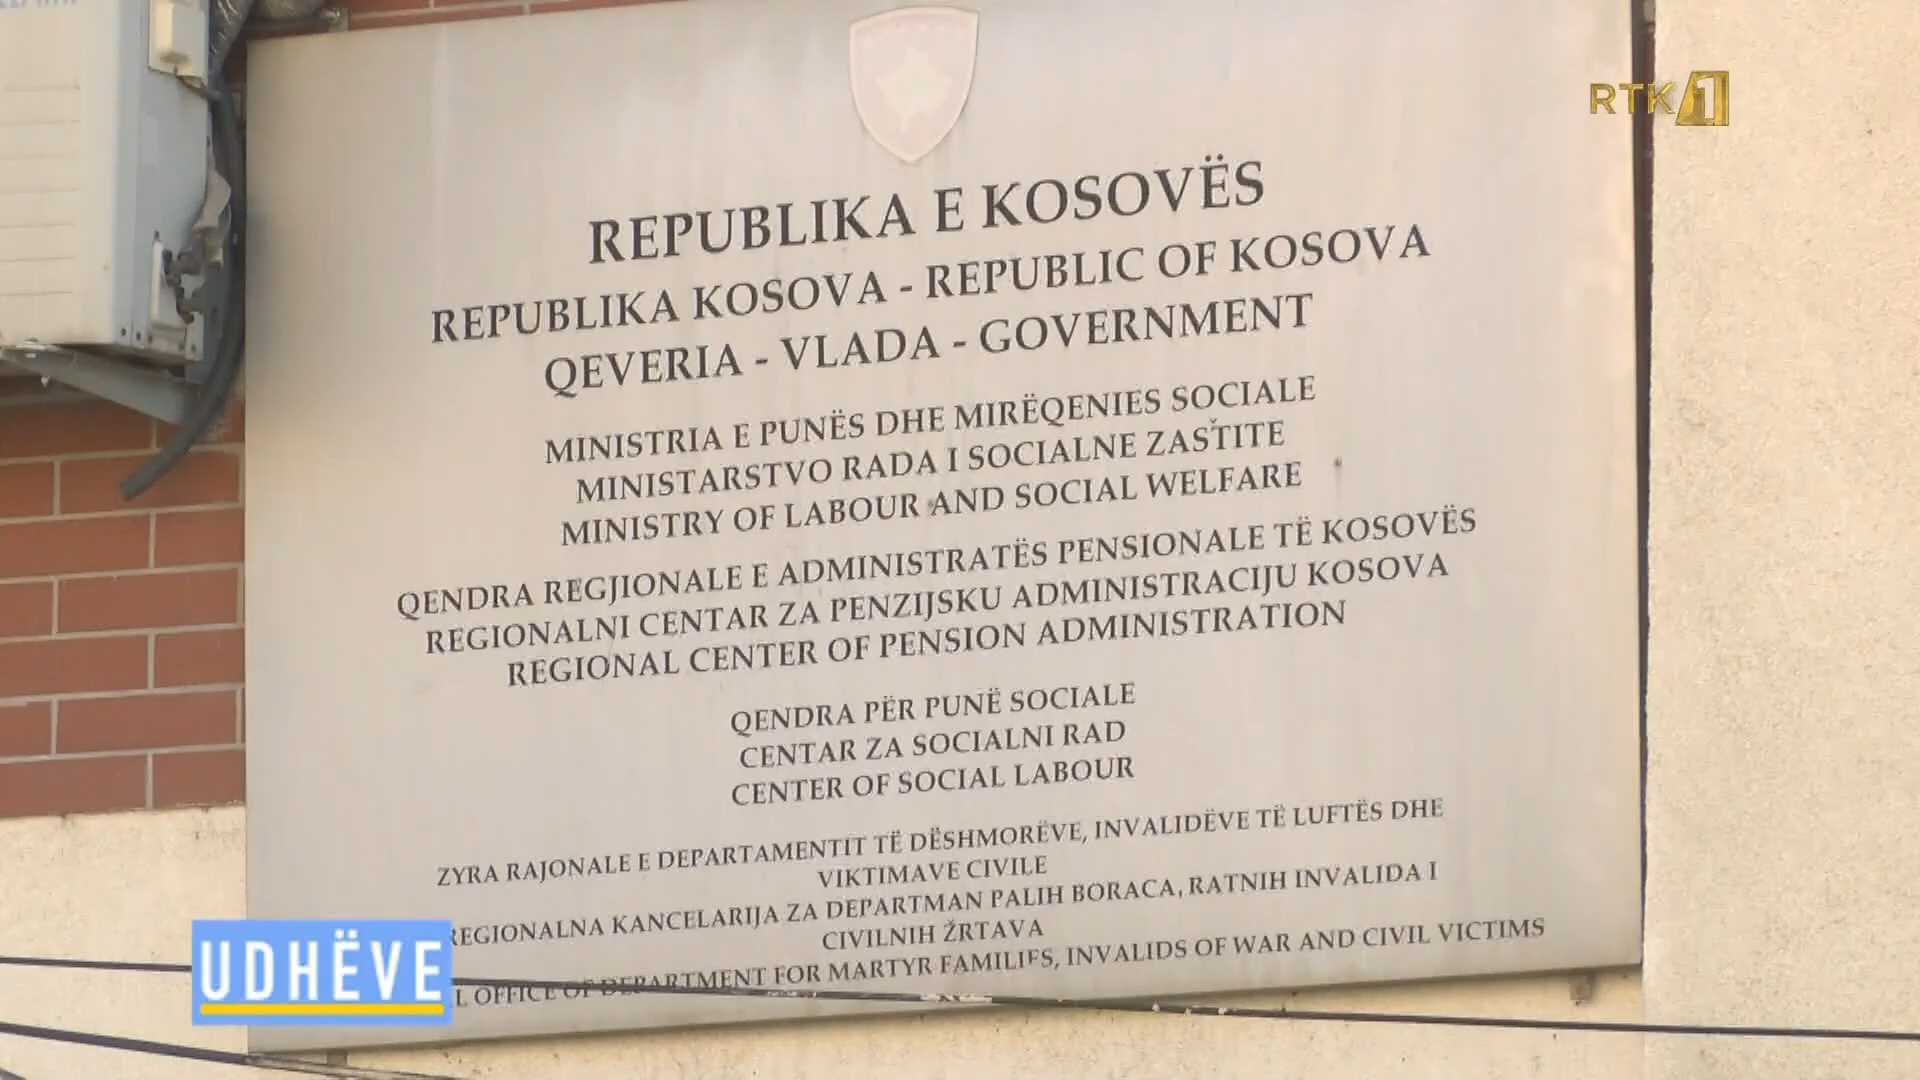 RTK 1
REPUBLIKA E KOSOVËS
REPUBLIKA KOSOVA - REPUBLIC OF KOSOVA
QEVERIA - VLADA - GOVERNMENT
MINISTRIA E PUNËS DHE MIRËQENIES SOCIALE
MINISTARSTVO RADA I SOCIALNE ZAŠTITE
MINISTRY OF LABOUR AND SOCIAL WELFARE
QENDRA REGJIONALE E ADMINISTRATËS PENSIONALE TË KOSOVËS
REGIONALNI CENTAR ZA PENZIJSKU ADMINISTRACIJU KOSOVA
REGIONAL CENTER OF PENSION ADMINISTRATION
QENDRA PËR PUNË SOCIALE
CENTAR ZA SOCIALNI RAD
CENTER OF SOCIAL LABOUR
ZYRA RAJONALE E DEPARTAMENTIT TË DËSHMORËVE, INVALIDËVE TË LUFTËS DHE
VIKTIMAVE CIVILE
REGIONALNA KANCELARIJA ZA DEPARTMAN PALIH BORACA, RATNIH INVALIDA I
CIVILNIH ŽRTAVA
OFFICE OF DEPARTMENT FOR MARTYR FAMILIES, INVALIDS OF WAR AND CIVIL VICTIMS
UDHËVE